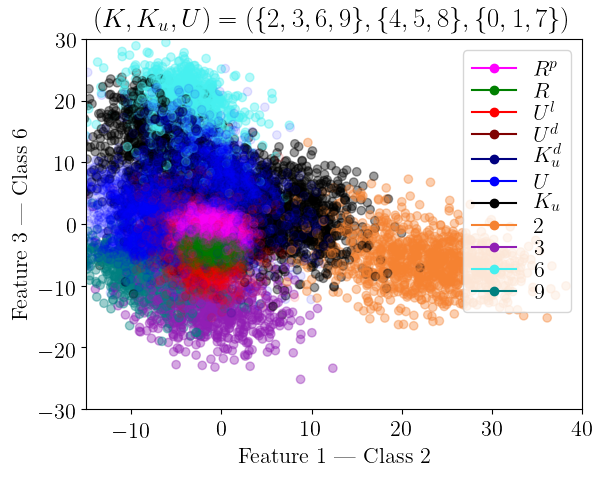 (K, K_u, U) = ({2, 3, 6, 9}, {4, 5, 8}, {0, 1, 7})
30
20
10
0
−10
−20
−30
Feature 3 — Class 6
R^p
R
U^l
U^d
K_u^d
U
K_u
2
3
6
9
−10
0
10
20
30
40
Feature 1 — Class 2